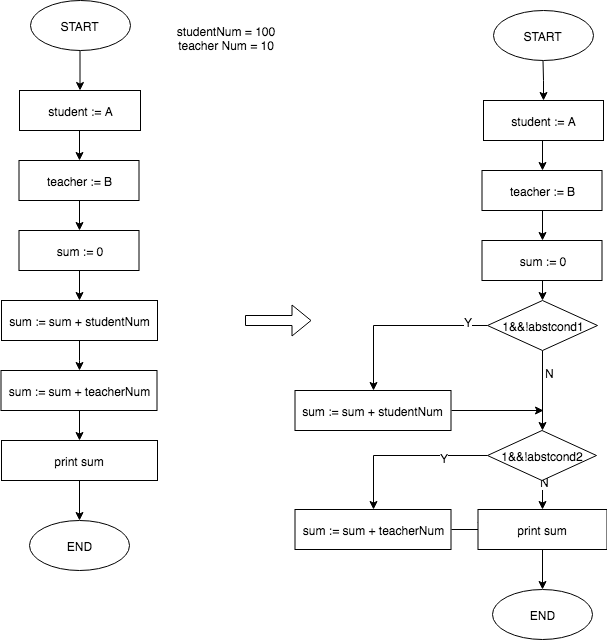 START
student := A
teacher := B
sum := 0
sum := sum + studentNum
sum := sum + teacherNum
print sum
END
studentNum = 100
teacher Num = 10
START
student := A
teacher := B
sum := 0
1&&!abstcond1
Y
N
sum := sum + studentNum
1&&!abstcond2
Y
N
sum := sum + teacherNum
print sum
END